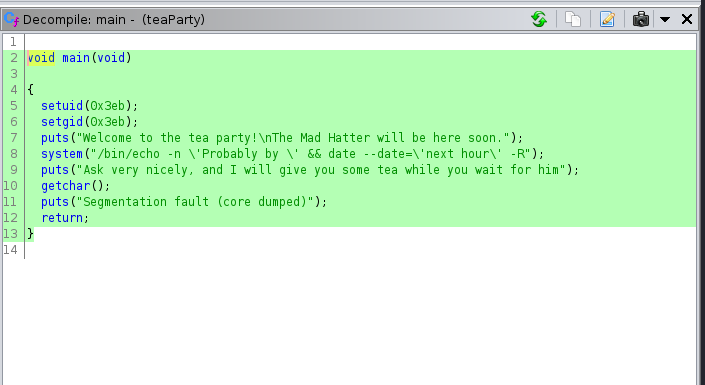 Decompile: main - (teaParty)
1
2 void main(void)
3
4 {
5 setuid(0x3eb);
6 setgid(0x3eb);
7 puts("Welcome to the tea party!\nThe Mad Hatter will be here soon.");
8 system("/bin/echo -n \'Probably by \' && date --date=\'next hour\' -R");
9 puts("Ask very nicely, and I will give you some tea while you wait for him");
10 getchar();
11 puts("Segmentation fault (core dumped)");
12 return;
13 }
14